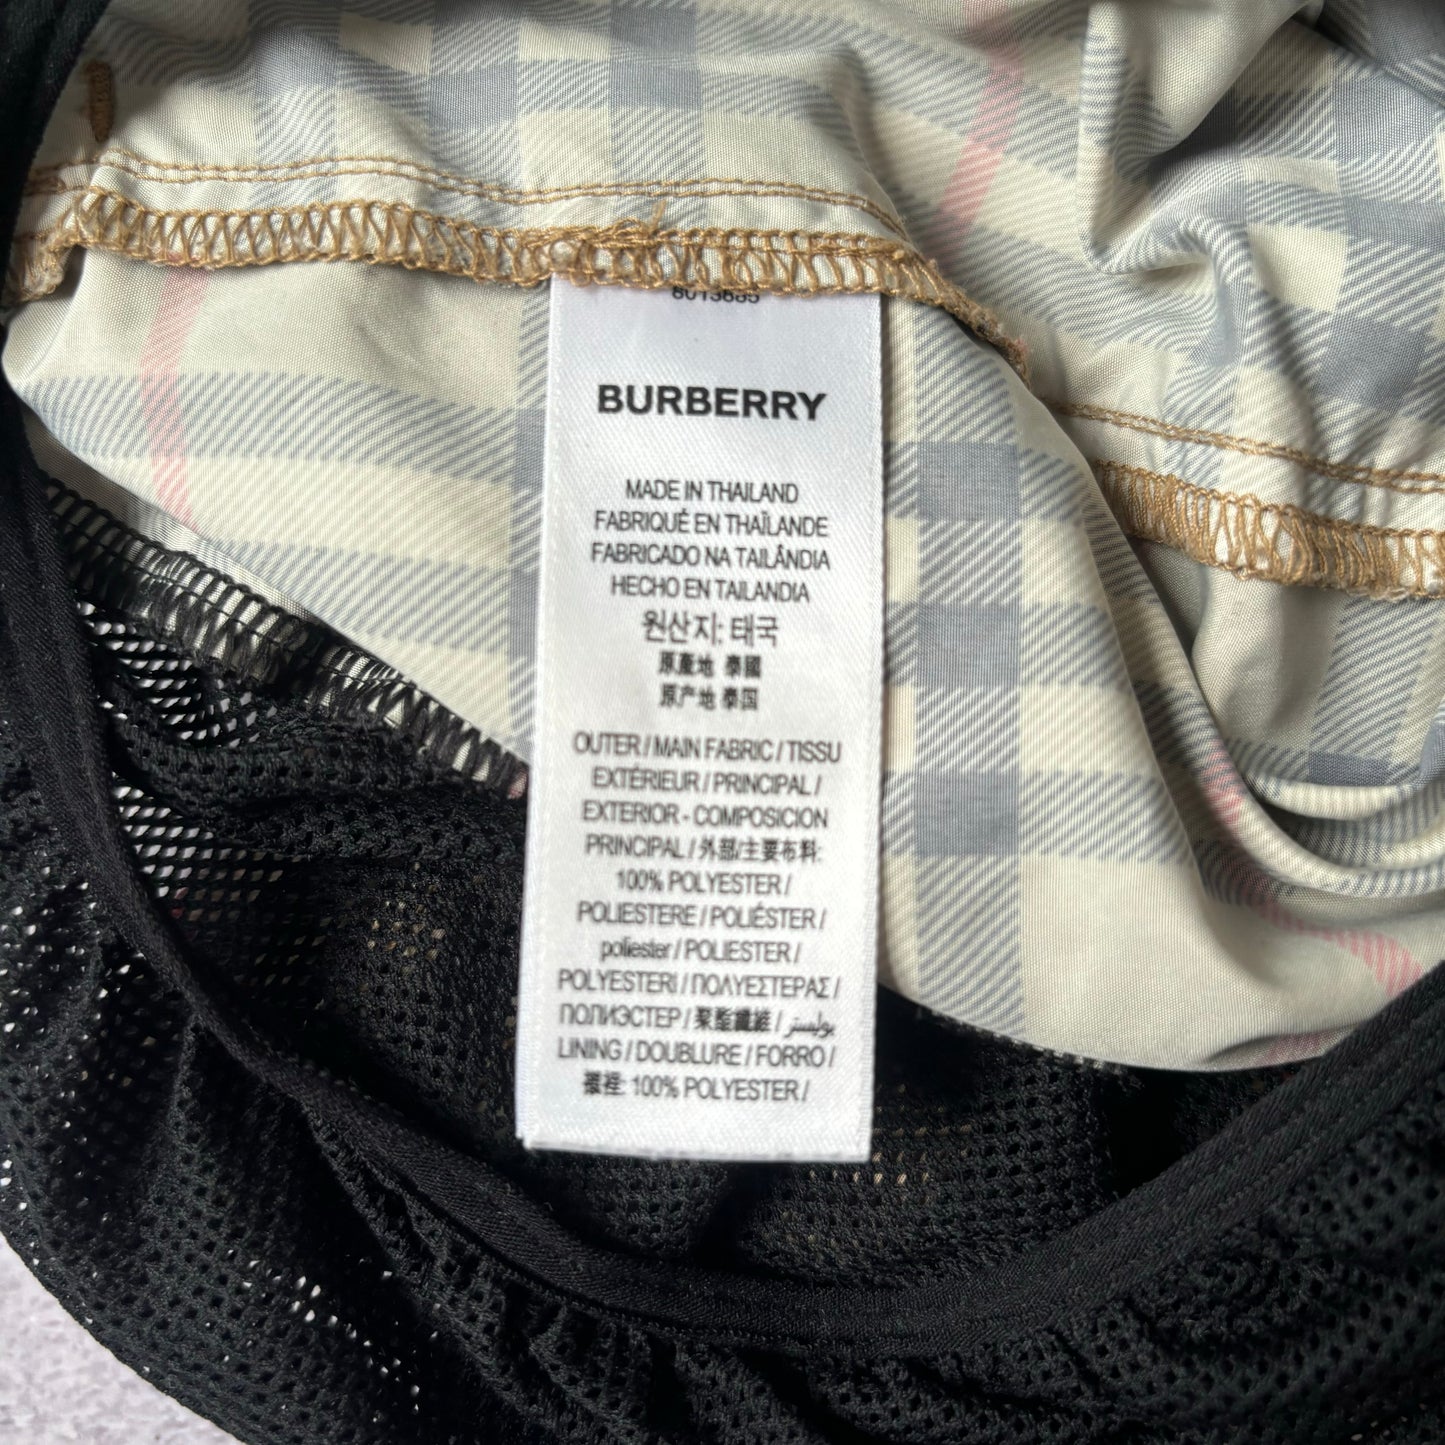 8013855
BURBERRY
MADE IN THAILAND
FABRIQUÉ EN THAÏLANDE
FABRICADO NA TAILÂNDIA
HECHO EN TAILANDIA
원산지: 태국
原產地 泰國
原产地 泰国
OUTER / MAIN FABRIC / TISSU
EXTÉRIEUR / PRINCIPAL /
EXTERIOR - COMPOSICION
PRINCIPAL / 外部/主要布料:
100% POLYESTER /
POLIESTERE / POLIÉSTER /
poliester / POLIESTER /
POLYESTERI / ΠΟΛΥΕΣΤΕΡΑΣ /
ПОЛИЭСТЕР / 聚酯纖維 / بوليستر
LINING / DOUBLURE / FORRO /
襯裡: 100% POLYESTER /